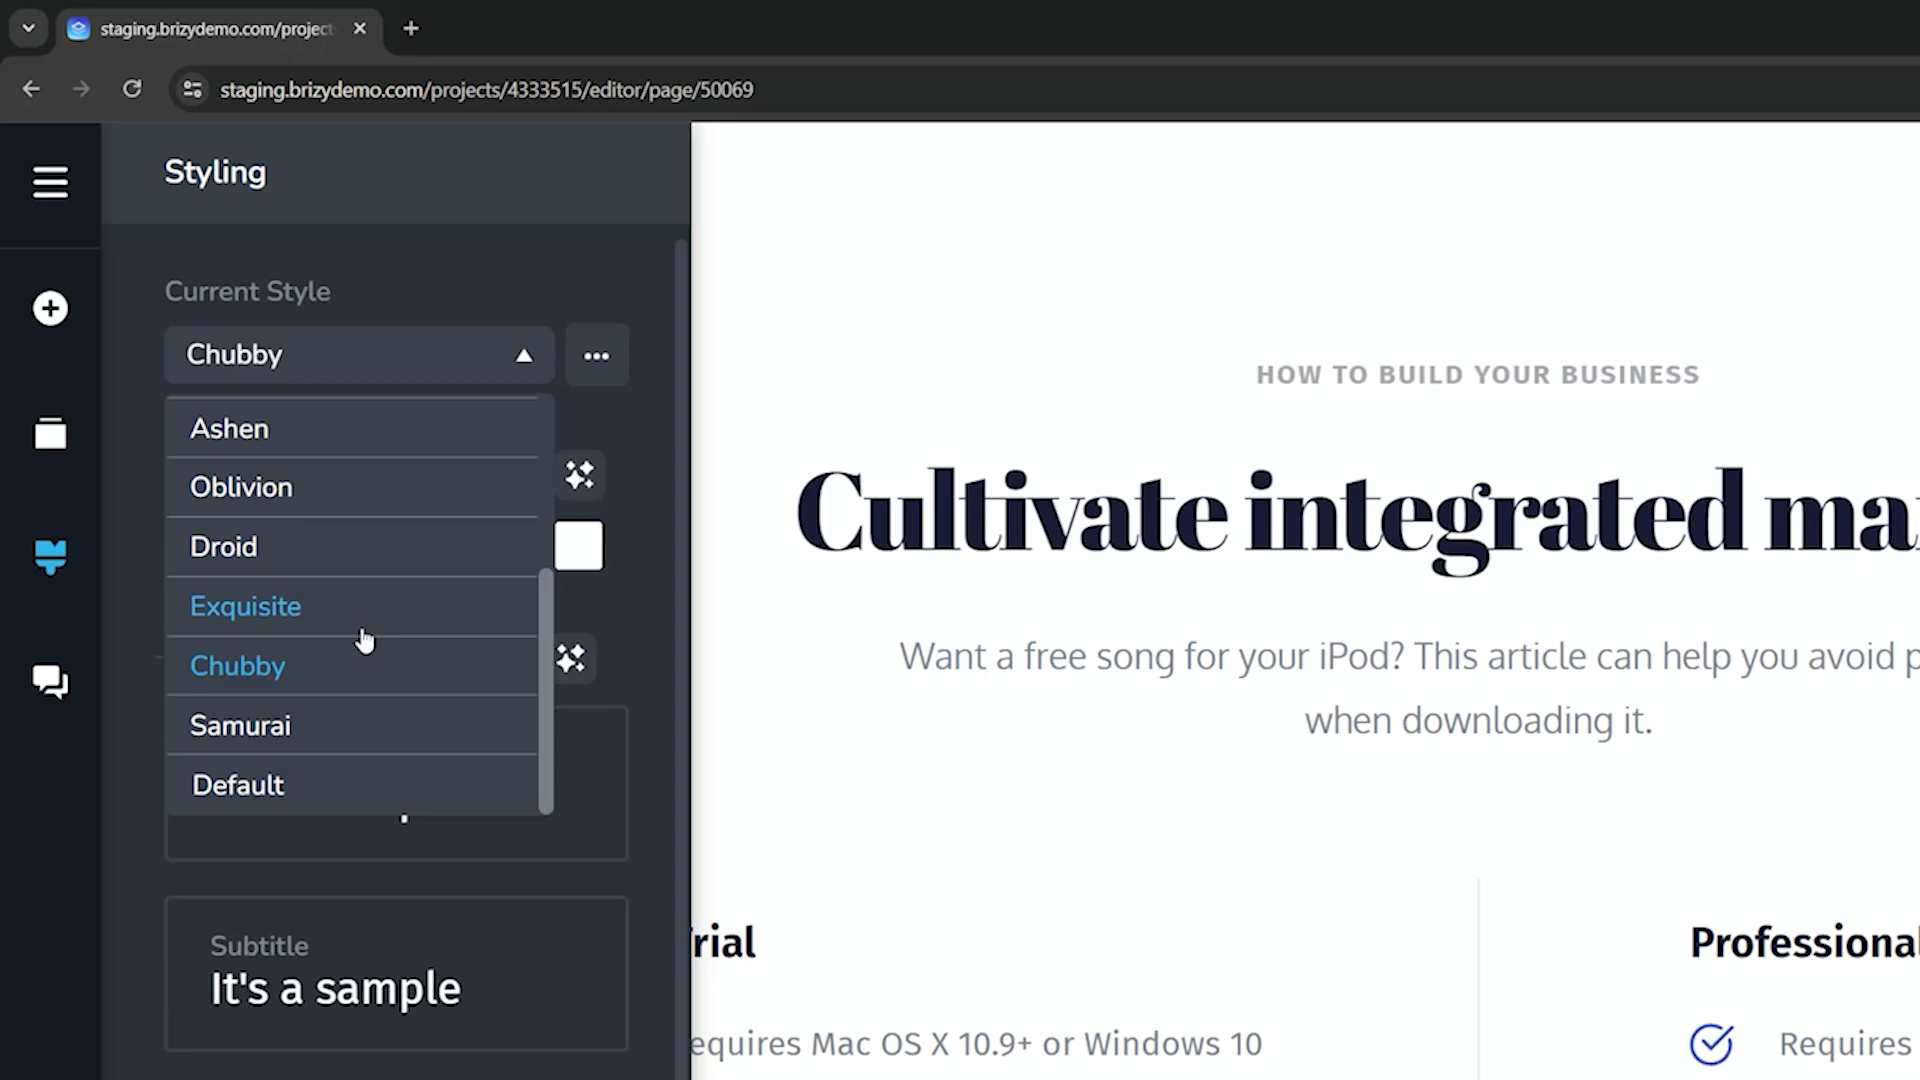 staging.brizydemo.com/project
staging.brizydemo.com/projects/4333515/editor/page/50069
Styling
Current Style
Chubby
Ashen
Oblivion
Droid
Exquisite
Chubby
Samurai
Default
Subtitle
It's a sample
HOW TO BUILD YOUR BUSINESS
Cultivate integrated ma
Want a free song for your iPod? This article can help you avoid p
when downloading it.
rial
Professional
equires Mac OS X 10.9+ or Windows 10
Requires